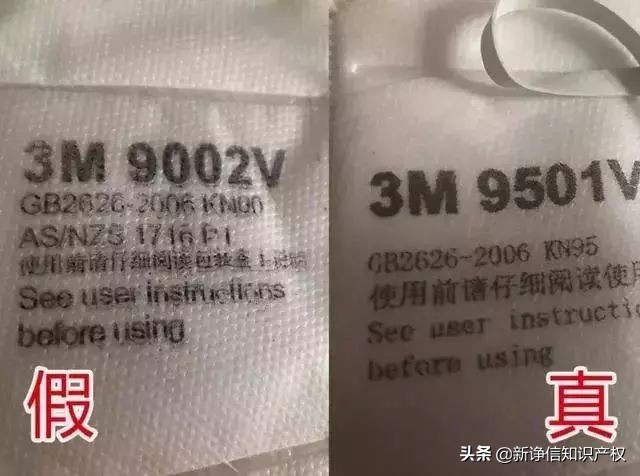 3M 9002V
GB2626-2006 KN90
AS/NZS 1716 P1
使用前请仔细阅读包装盒上说明
See user instructions
before using
假
3M 9501V
GB2626-2006 KN95
使用前请仔细阅读使用
See user instructio
before using
真
头条 @新诤信知识产权